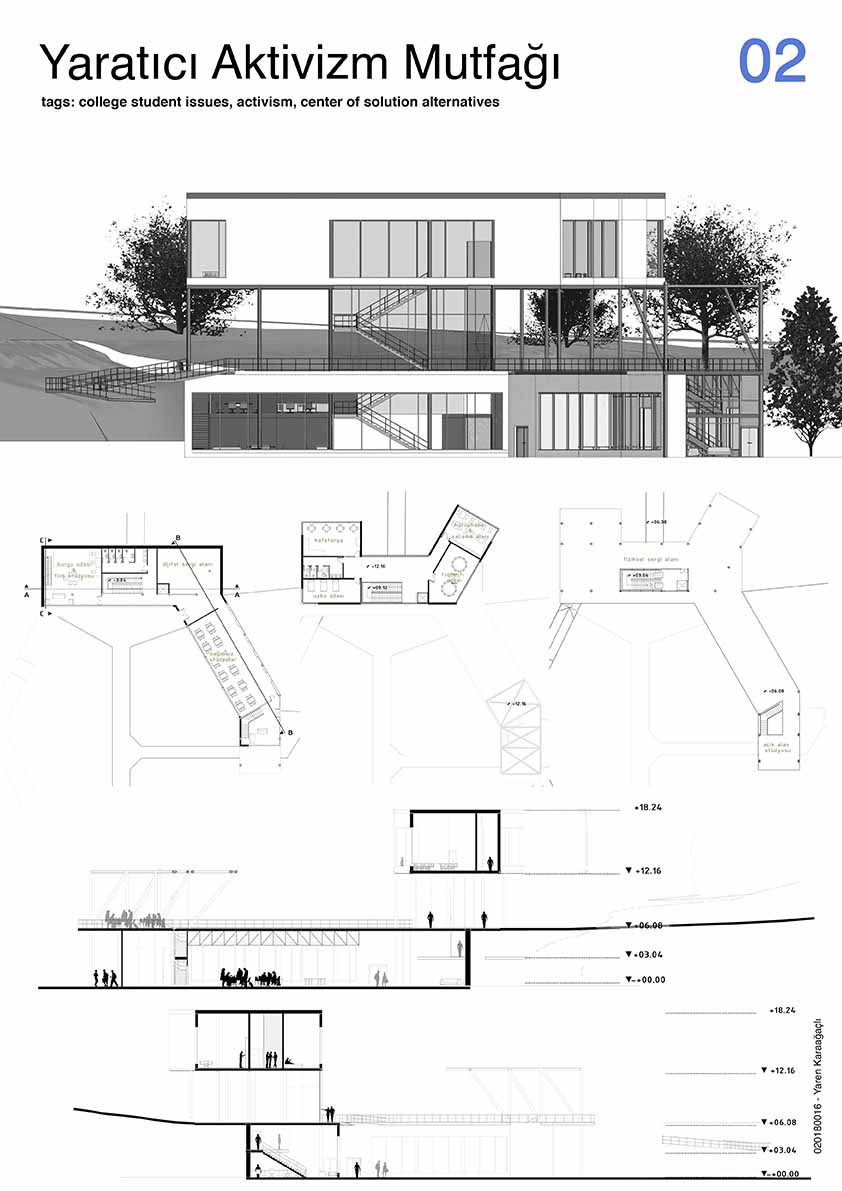 Yaratıcı Aktivizm Mutfağı
02
tags: college student issues, activism, center of solution alternatives
C
B
kurgu odası
& 
film stüdyosu
+3.04
dijital sergi alanı
A
A
C
bağımsız
stüdyolar
B
kafeterya
kütüphane
&
çalışma alanı
+12.16
toplantı
uyku odası
+09.12
+12.16
+06.08
fiziksel sergi alanı
+09.04
+06.08
açık alan
stüdyosu
+18.24
+12.16
+06.08
+03.04
+00.00
+18.24
+12.16
+06.08
+03.04
+00.00
020180016 - Yaren Karaağaçlı